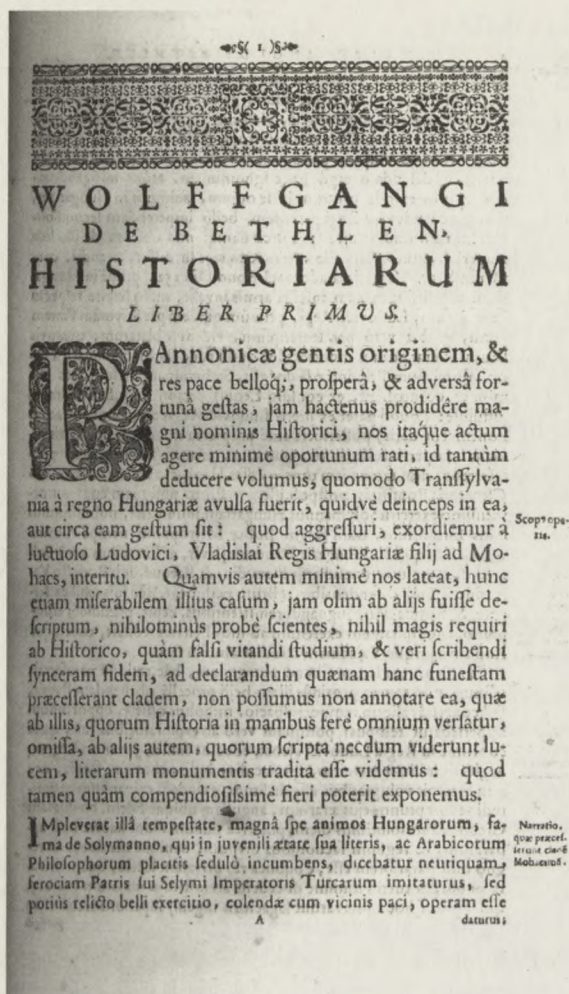 §( 1. )§
WOLFFGANGI
DE BETHLEN.
HISTORIARUM
LIBER PRIMUS.
PAnnonicæ gentis originem, &
res pace belloq;, proſperâ, & adversâ for-
tunâ geſtas, jam hactenus prodidêre ma-
gni nominis Hiſtorici, nos itaque actum
agere minimè oportunum rati, id tantùm
deducere volumus, quomodo Tranſſylva-
nia à regno Hungariæ avulſa fuerit, quidvé deinceps in ea,
aut circa eam geſtum ſit: quod aggreſſuri, exordiemur à
luctuoſo Ludovici, Vladislai Regis Hungariæ filij ad Mo-
hacs, interitu. Quamvis autem minimè nos lateat, hunc
etiam miſerabilem illius caſum, jam olim ab alijs fuiſſe de-
ſcriptum, nihilominùs probè ſcientes, nihil magis requiri
ab Hiſtorico, quàm falſi vitandi ſtudium, & veri ſcribendi
ſynceram fidem, ad declarandum quænam hanc funeſtam
præceſſerant cladem, non poſſumus non annotare ea, quæ
ab illis, quorum Hiſtoria in manibus ferè omnium verſatur,
omiſſa, ab alijs autem, quorum ſcripta necdum viderunt lu-
cem, literarum monumentis tradita eſſe videmus: quod
tamen quàm compendioſiſsimè fieri poterit exponemus.
Scopꝰ ope-
ris.
IMpleverat illâ tempeſtate, magnâ ſpe animos Hungarorum, fa-
ma de Solymanno, qui in juvenili ætate ſua literis, ac Arabicorum
Philoſophorum placitis ſedulò incumbens, dicebatur neutiquam,
ferociam Patris ſui Selymi Imperatoris Turcarum imitaturus, ſed
potiùs relicto belli exercitio, colendæ cum vicinis paci, operam eſſe
Narratio,
quæ præceſ-
ſerunt cladē
A
daturus;